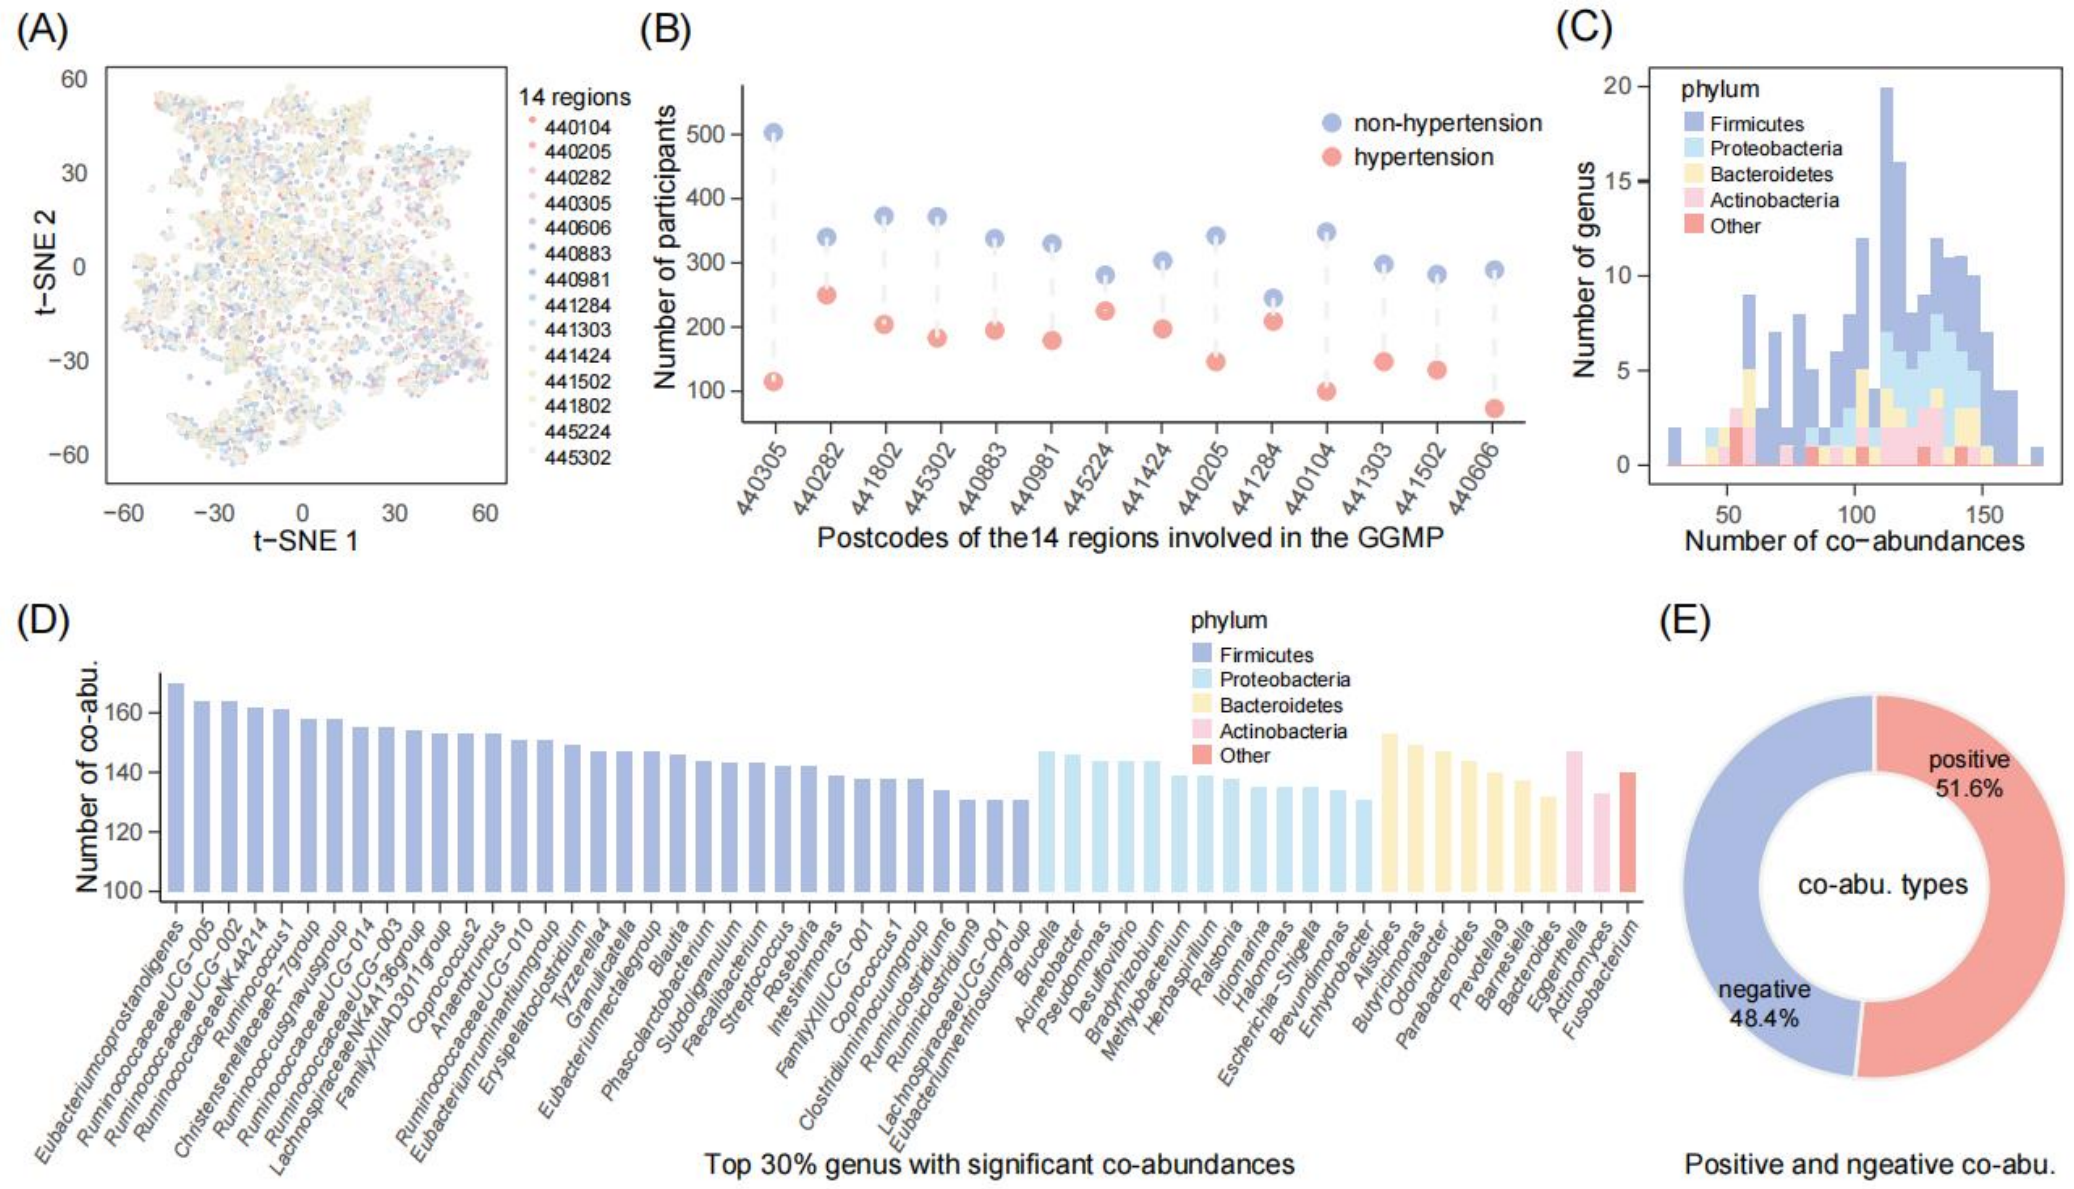 (A)
60
30
0
−30
−60
t−SNE 2
−60
−30
0
30
60
t−SNE 1
14 regions
440104
440205
440282
440305
440606
440883
440981
441284
441303
441424
441502
441802
445224
445302
(B)
500
400
300
200
100
Number of participants
non-hypertension
hypertension
440305
440282
441802
445302
440883
440981
445224
441424
440205
441284
440104
441303
441502
440606
Postcodes of the14 regions involved in the GGMP
(C)
20
15
10
5
0
Number of genus
phylum
Firmicutes
Proteobacteria
Bacteroidetes
Actinobacteria
Other
50
100
150
Number of co−abundances
(D)
160
140
120
100
Number of co-abu.
phylum
Firmicutes
Proteobacteria
Bacteroidetes
Actinobacteria
Other
Eubacteriumcoprostanoligenes
RuminococcaceaeUCG−005
RuminococcaceaeUCG−002
RuminococcaceaeNK4A214
Ruminococcus1
ChristensenellaceaeR−7group
Ruminococcusgnavusgroup
RuminococcaceaeUCG−014
RuminococcaceaeUCG−003
LachnospiraceaeNK4A136group
FamilyXIIIAD3011group
Coprococcus2
Anaerotruncus
RuminococcaceaeUCG−010
Eubacteriumruminantiumgroup
Erysipelatoclostridium
Tyzzerella4
Granulicatella
Eubacteriumrectalegroup
Blautia
Phascolarctobacterium
Subdoligranulum
Faecalibacterium
Streptococcus
Roseburia
Intestinimonas
FamilyXIIIUCG−001
Coprococcus1
Clostridiuminnocuumgroup
Ruminiclostridium6
Ruminiclostridium9
LachnospiraceaeUCG−001
Eubacteriumventriosumgroup
Brucella
Acinetobacter
Pseudomonas
Desulfovibrio
Bradyrhizobium
Methylobacterium
Herbaspirillum
Ralstonia
Idiomarina
Halomonas
Escherichia−Shigella
Brevundimonas
Enhydrobacter
Alistipes
Butyricimonas
Odoribacter
Parabacteroides
Prevotella9
Barnesiella
Bacteroides
Eggerthella
Actinomyces
Fusobacterium
Top 30% genus with significant co-abundances
(E)
positive
51.6%
co-abu. types
negative
48.4%
Positive and ngeative co-abu.